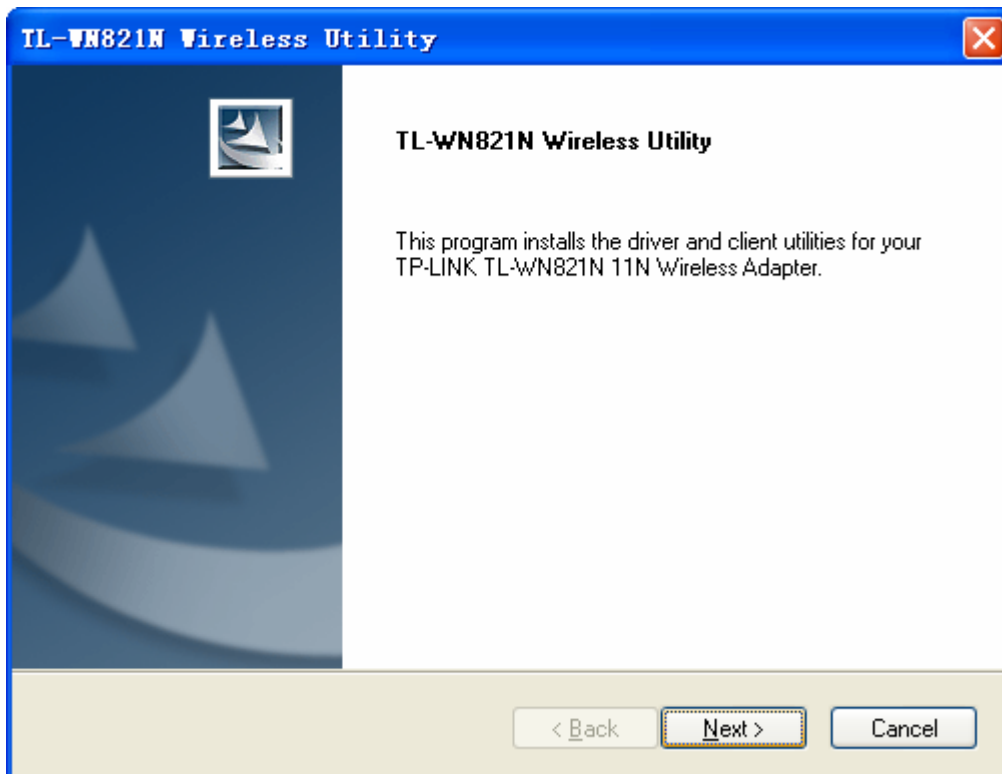 TL-WN821N Wireless Utility
TL-WN821N Wireless Utility
This program installs the driver and client utilities for your
TP-LINK TL-WN821N 11N Wireless Adapter.
< Back Next > Cancel